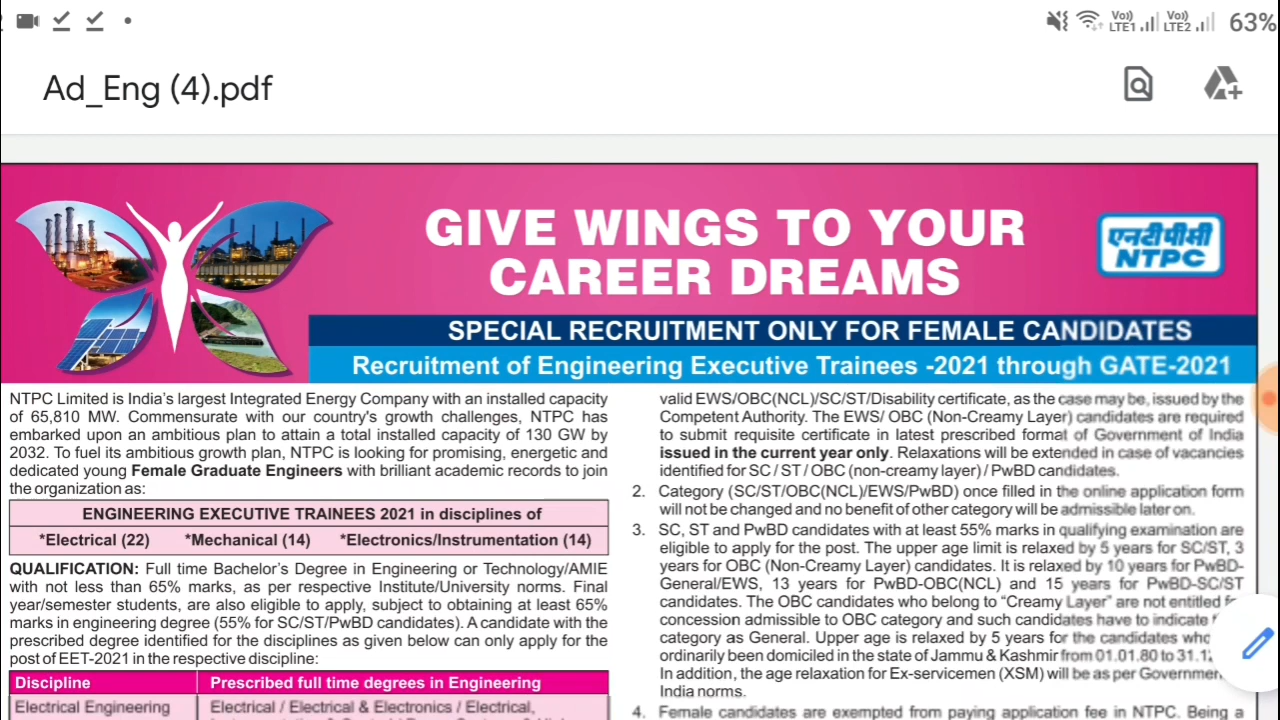 Vo)) LTE1 Vo)) LTE2 63%
Ad_Eng (4).pdf
GIVE WINGS TO YOUR
CAREER DREAMS
एनटीपीसी
NTPC
SPECIAL RECRUITMENT ONLY FOR FEMALE CANDIDATES
Recruitment of Engineering Executive Trainees -2021 through GATE-2021
NTPC Limited is India's largest Integrated Energy Company with an installed capacity
of 65,810 MW. Commensurate with our country's growth challenges, NTPC has
embarked upon an ambitious plan to attain a total installed capacity of 130 GW by
2032. To fuel its ambitious growth plan, NTPC is looking for promising, energetic and
dedicated young Female Graduate Engineers with brilliant academic records to join
the organization as:
ENGINEERING EXECUTIVE TRAINEES 2021 in disciplines of
*Electrical (22) *Mechanical (14) *Electronics/Instrumentation (14)
QUALIFICATION: Full time Bachelor's Degree in Engineering or Technology/AMIE
with not less than 65% marks, as per respective Institute/University norms. Final
year/semester students, are also eligible to apply, subject to obtaining at least 65%
marks in engineering degree (55% for SC/ST/PwBD candidates). A candidate with the
prescribed degree identified for the disciplines as given below can only apply for the
post of EET-2021 in the respective discipline:
Discipline Prescribed full time degrees in Engineering
Electrical Engineering Electrical / Electrical & Electronics / Electrical,
valid EWS/OBC(NCL)/SC/ST/Disability certificate, as the case may be, issued by the
Competent Authority. The EWS/ OBC (Non-Creamy Layer) candidates are required
to submit requisite certificate in latest prescribed format of Government of India
issued in the current year only. Relaxations will be extended in case of vacancies
identified for SC / ST / OBC (non-creamy layer) / PwBD candidates.
2. Category (SC/ST/OBC(NCL)/EWS/PwBD) once filled in the online application form
will not be changed and no benefit of other category will be admissible later on.
3. SC, ST and PwBD candidates with at least 55% marks in qualifying examination are
eligible to apply for the post. The upper age limit is relaxed by 5 years for SC/ST, 3
years for OBC (Non-Creamy Layer) candidates. It is relaxed by 10 years for PwBD-
General/EWS, 13 years for PwBD-OBC(NCL) and 15 years for PwBD-SC/ST
candidates. The OBC candidates who belong to "Creamy Layer" are not entitled
concession admissible to OBC category and such candidates have to indicate
category as General. Upper age is relaxed by 5 years for the candidates who
ordinarily been domiciled in the state of Jammu & Kashmir from 01.01.80 to
In addition, the age relaxation for Ex-servicemen (XSM) will be as per
India norms.
4. Female candidates are exempted from paying application fee in NTPC. Being a